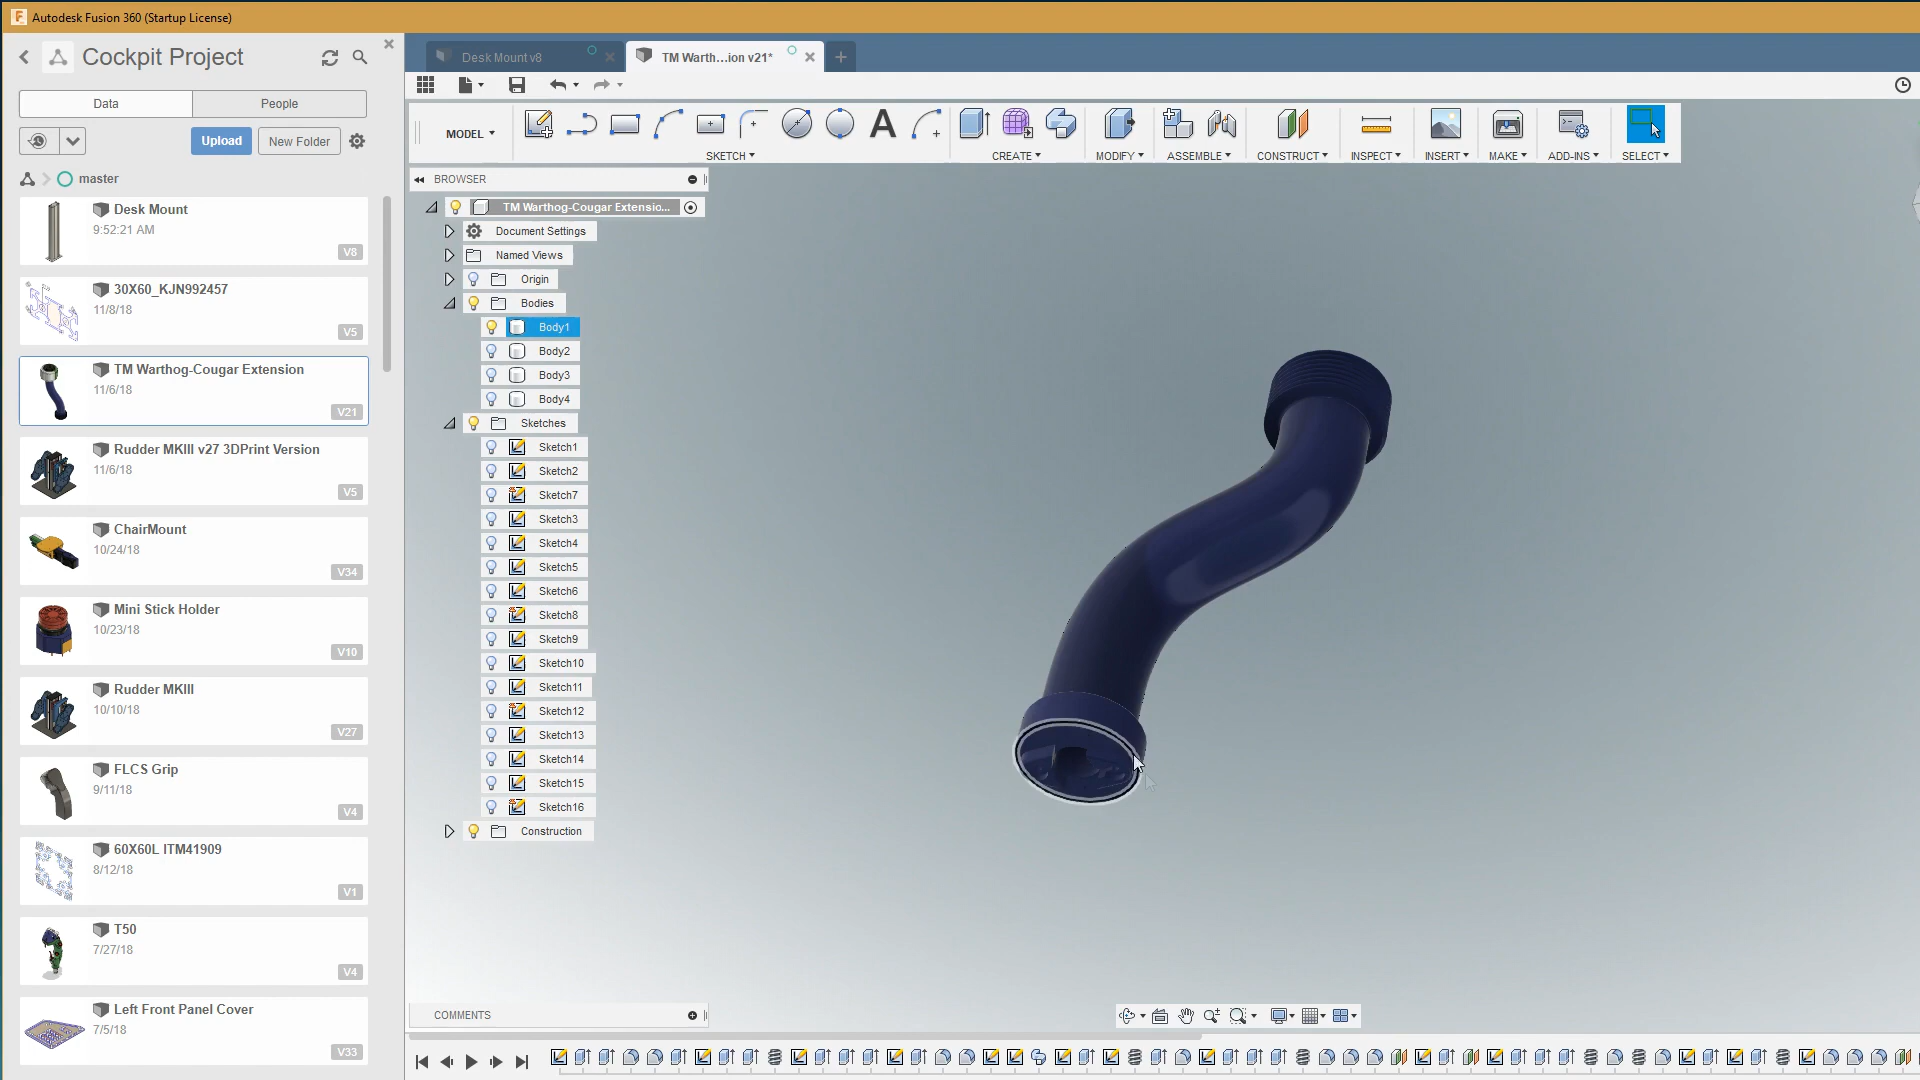 Autodesk Fusion 360 (Startup License)
Cockpit Project
Data People
Upload New Folder
master
Desk Mount
9:52:21 AM
V8
30X60_KJN992457
11/8/18
V5
TM Warthog-Cougar Extension
11/6/18
V21
Rudder MKIII v27 3DPrint Version
11/6/18
V5
ChairMount
10/24/18
V34
Mini Stick Holder
10/23/18
V10
Rudder MKIII
10/10/18
V27
FLCS Grip
9/11/18
V4
60X60L ITM41909
8/12/18
V1
T50
7/27/18
V4
Left Front Panel Cover
7/5/18
V33
Desk Mount v8
TM Warth...ion v21*
MODEL
SKETCH CREATE MODIFY ASSEMBLE CONSTRUCT INSPECT INSERT MAKE ADD-INS SELECT
BROWSER
TM Warthog-Cougar Extensio...
Document Settings
Named Views
Origin
Bodies
Body1
Body2
Body3
Body4
Sketches
Sketch1
Sketch2
Sketch7
Sketch3
Sketch4
Sketch5
Sketch6
Sketch8
Sketch9
Sketch10
Sketch11
Sketch12
Sketch13
Sketch14
Sketch15
Sketch16
Construction
COMMENTS